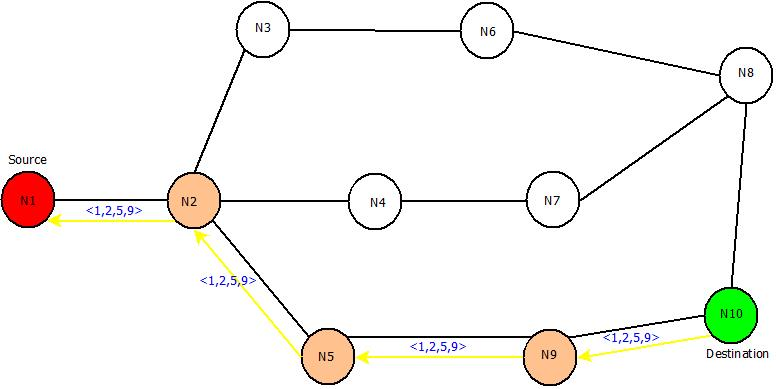 N3
N6
N8
Source
N1
<1,2,5,9>
N2
N4
N7
<1,2,5,9>
N10
<1,2,5,9>
<1,2,5,9>
Destination
N5
N9